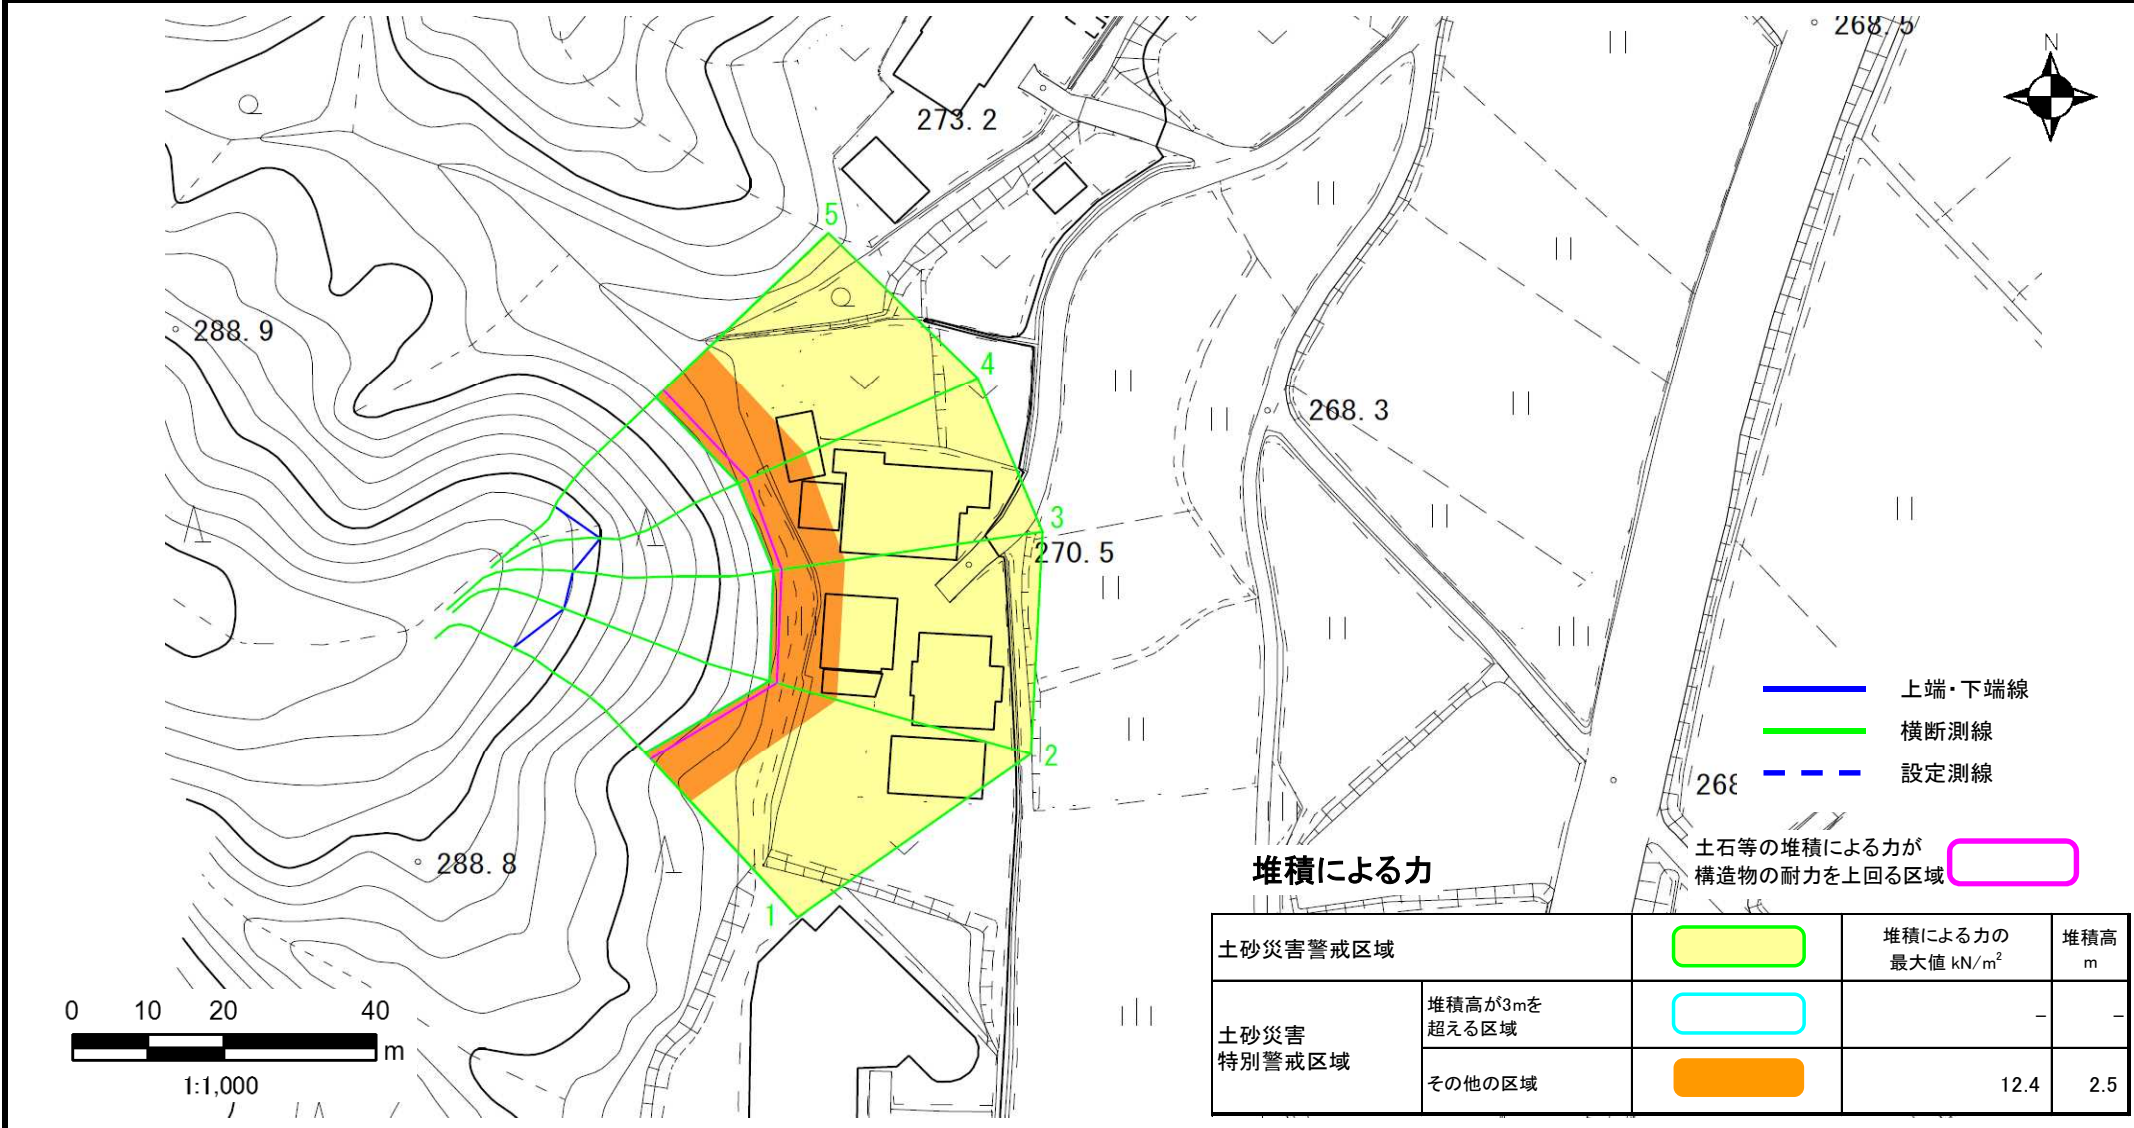 268.5
N
273.2
5
288.9
4
268.3
3
270.5
2
上端・下端線
横断測線
設定測線
268
土石等の堆積による力が
構造物の耐力を上回る区域
288.8
堆積による力
1
土砂災害警戒区域
堆積による力の
最大値 kN/m²
堆積高
m
土砂災害
特別警戒区域
堆積高が3mを
超える区域
- -
その他の区域
12.4 2.5
0 10 20 40
m
1:1,000